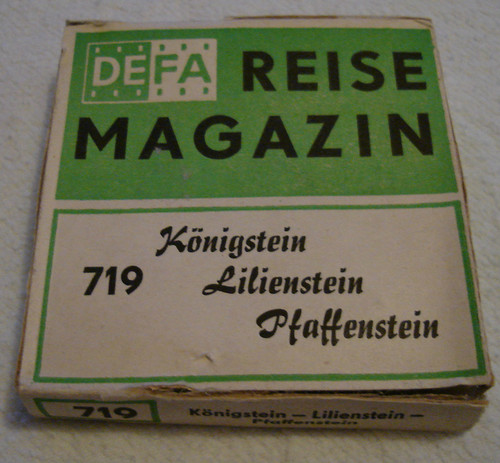 DEFA REISE
MAGAZIN
Königstein
719 Lilienstein
Pfaffenstein
719 Königstein – Lilienstein –
Pfaffenstein